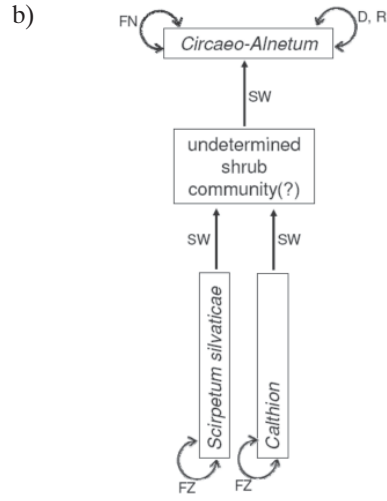 b)
FN
D, R
Circaeo-Alnetum
SW
undetermined
shrub
community(?)
SW
SW
Scirpetum silvaticae
Calthion
FZ
FZ